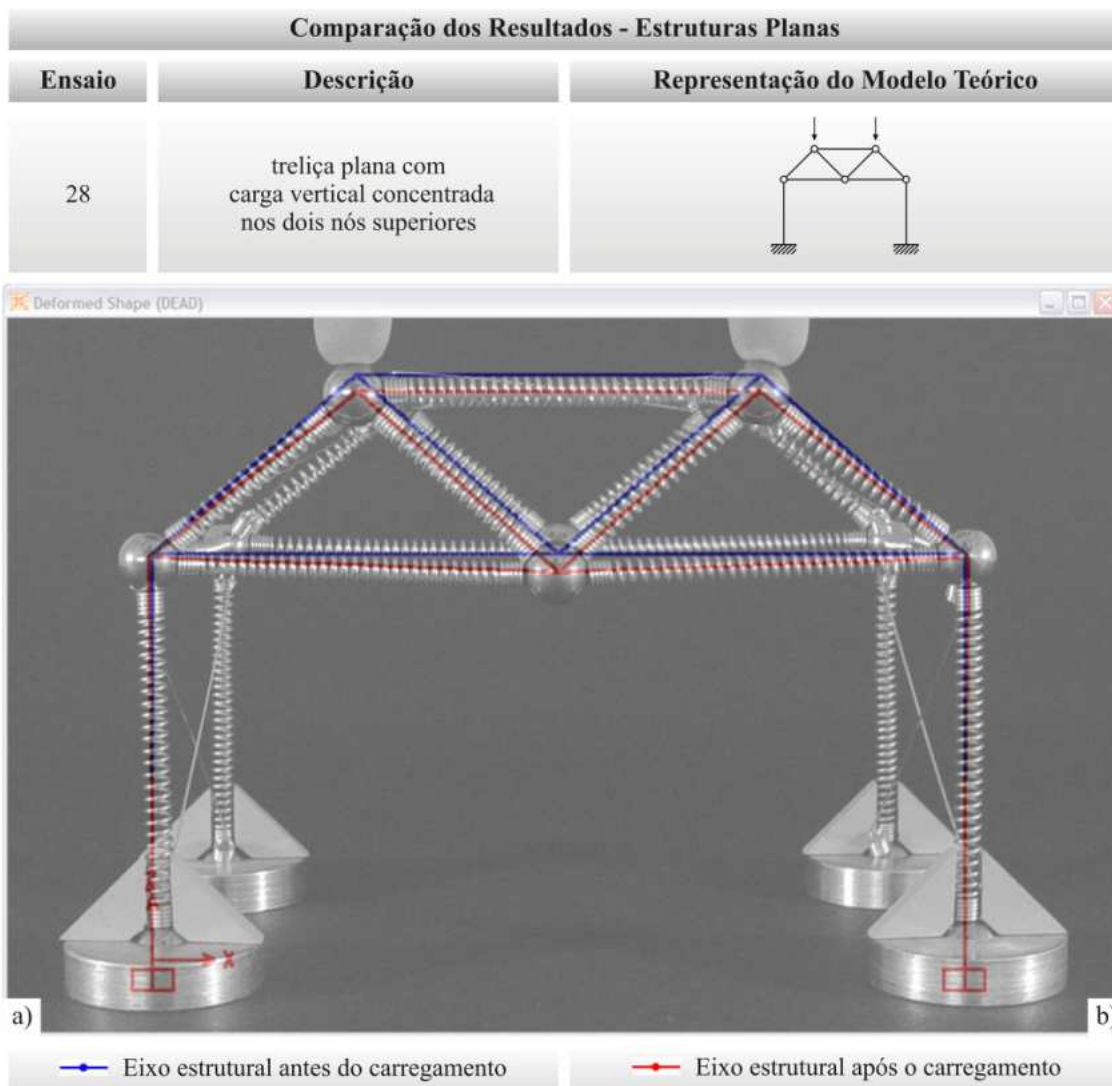 Comparação dos Resultados - Estruturas Planas
Ensaio
Descrição
Representação do Modelo Teórico
28
treliça plana com
carga vertical concentrada
nos dois nós superiores
Deformed Shape (DEAD)
X
a)
b)
Eixo estrutural antes do carregamento
Eixo estrutural após o carregamento